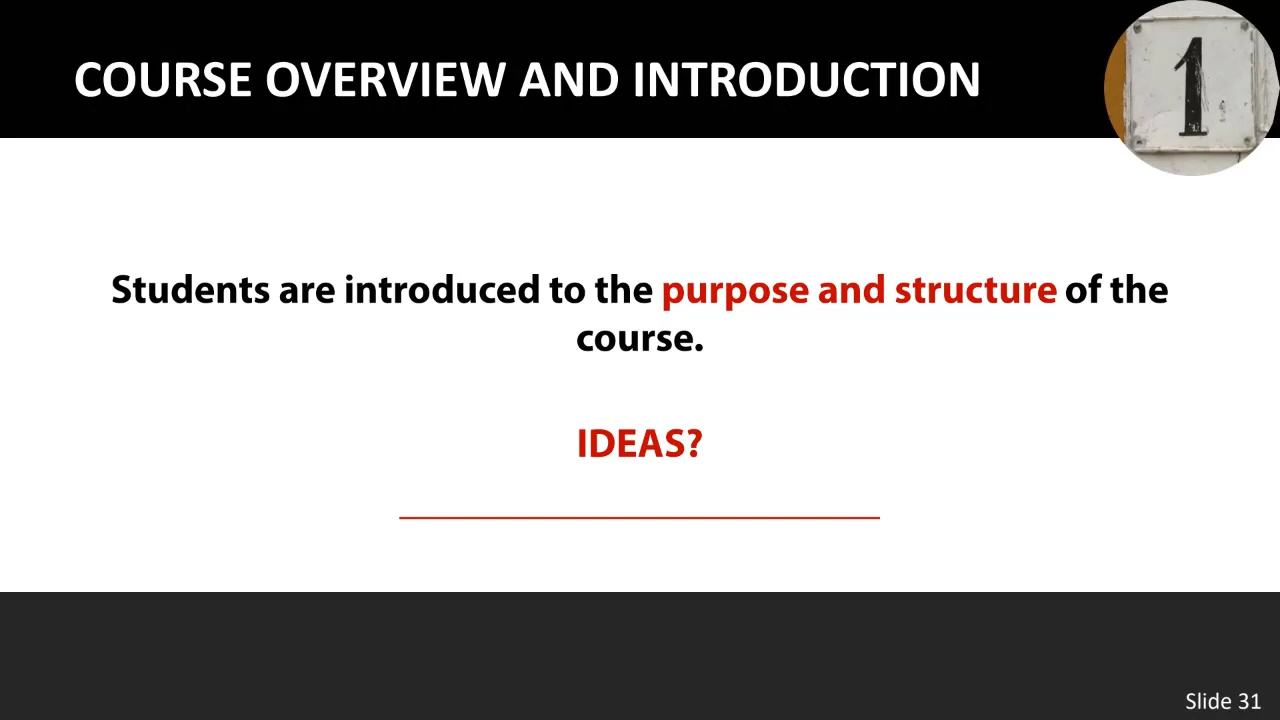 COURSE OVERVIEW AND INTRODUCTION
1
Students are introduced to the purpose and structure of the
course.
IDEAS?
Slide 31